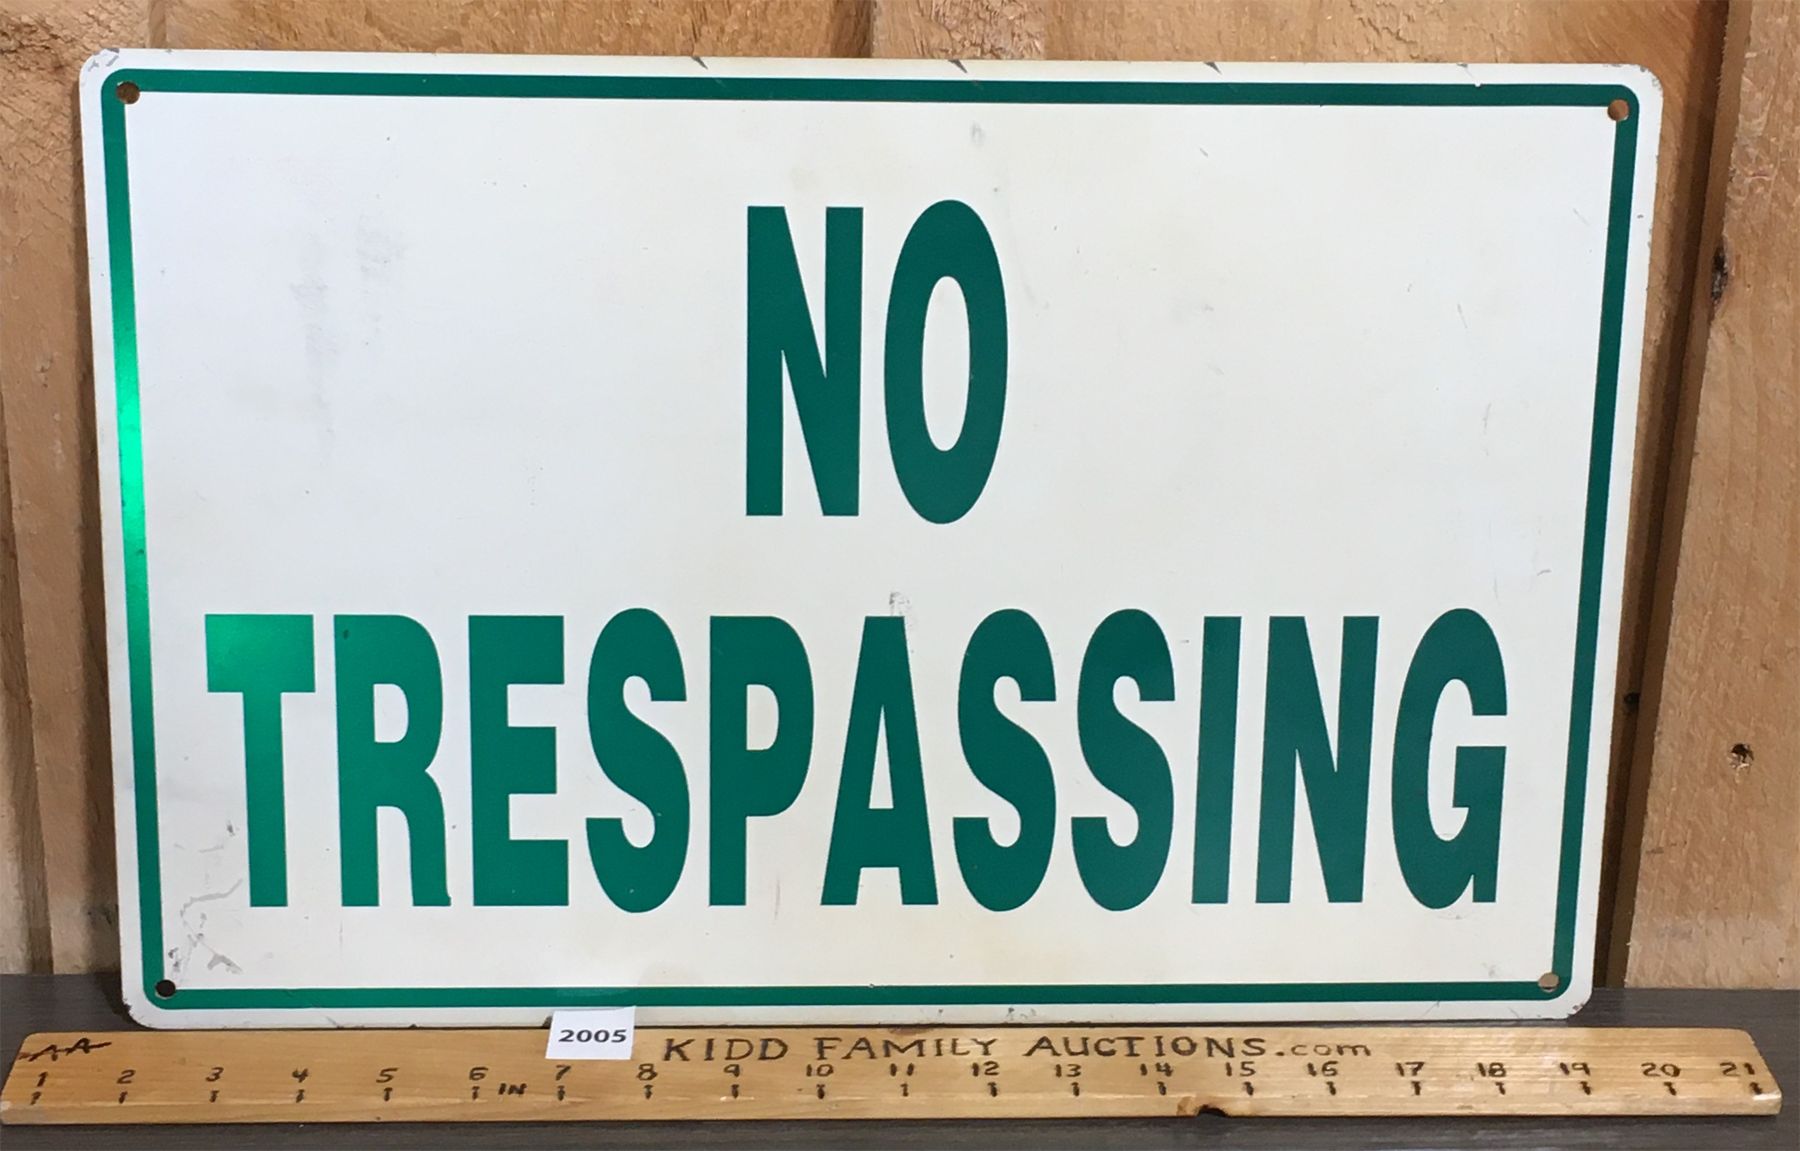 NO
TRESPASSING
2005
KIDD FAMILY AUCTIONS.com
AA
1 2 3 4 5 6 IN 7 8 9 10 11 12 13 14 15 16 17 18 19 20 21